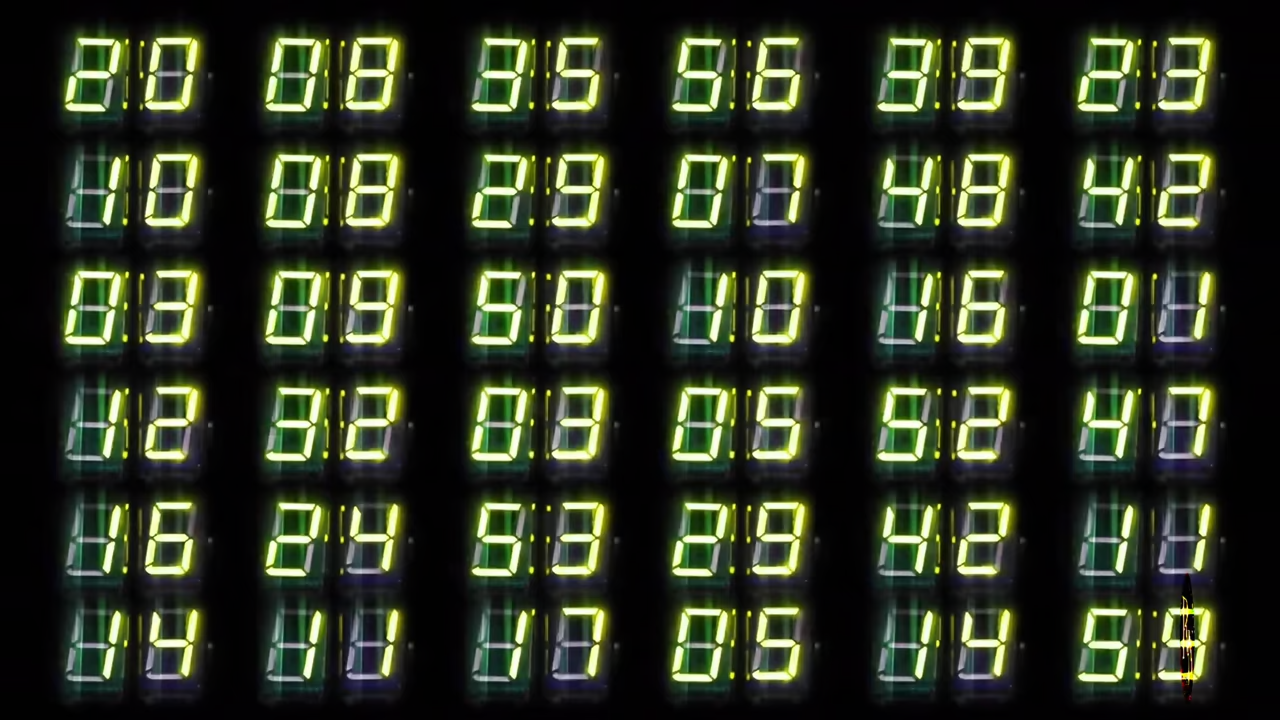 20 08 35 56 39 23
10 08 29 07 48 42
03 09 50 10 16 01
12 32 03 05 52 47
16 24 53 29 42 11
14 11 17 05 14 59